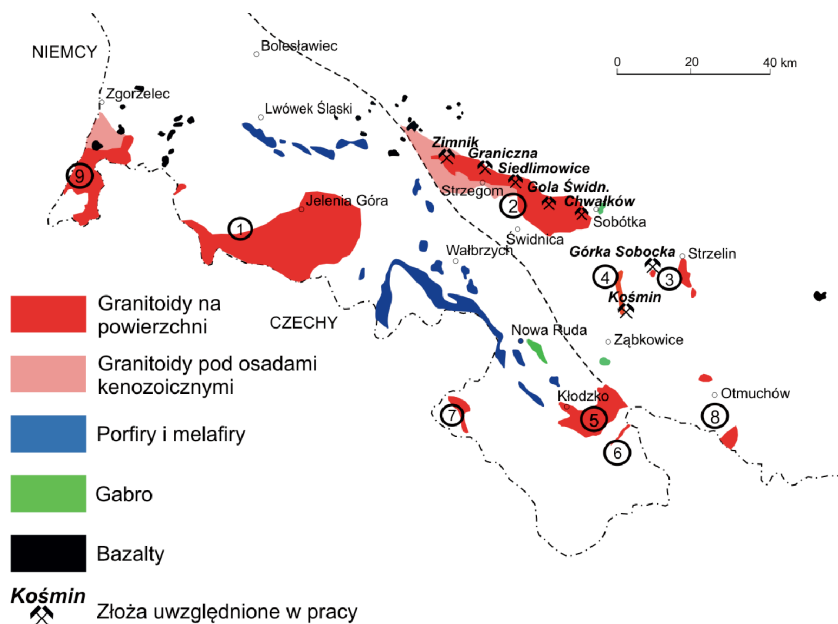 NIEMCY
Bolesławiec
Zgorzelec
Lwówek Śląski
0
20
40 km
Zimnik
Graniczna
Siedlimowice
Strzegom
Gola Świdn.
Chwałków
Sobótka
9
1
Jelenia Góra
2
Świdnica
Wałbrzych
Górka Sobocka
Strzelin
4
3
Kośmin
CZECHY
Nowa Ruda
Ząbkowice
Kłodzko
Otmuchów
7
5
8
6
Granitoidy na
powierzchni
Granitoidy pod osadami
kenozoicznymi
Porfiry i melafiry
Gabro
Bazalty
Kośmin
Złoża uwzględnione w pracy